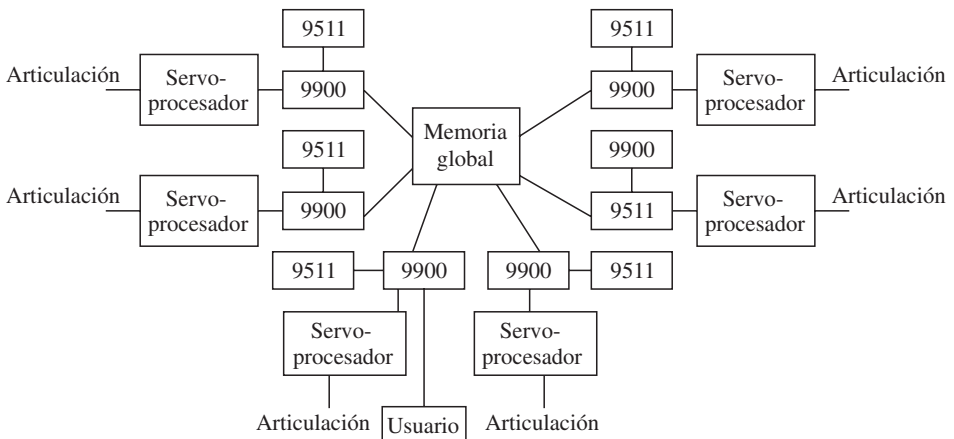 9511
9511
Articulación
Servo-
procesador
9900
Memoria
global
9900
Servo-
procesador
Articulación
9511
9900
Articulación
Servo-
procesador
9900
9511
Servo-
procesador
Articulación
9511
9900
9900
9511
Servo-
procesador
Servo-
procesador
Articulación
Usuario
Articulación